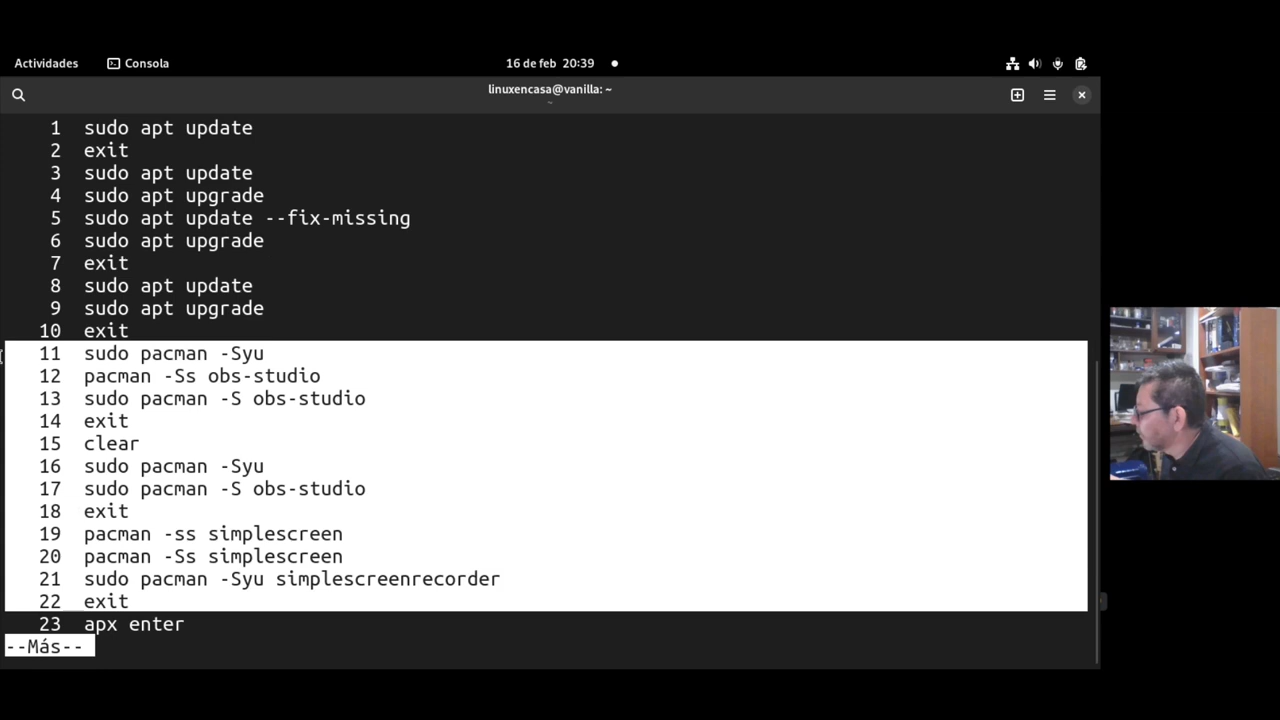 Actividades Consola 16 de feb 20:39
linuxencasa@vanilla: ~
~
1 sudo apt update
2 exit
3 sudo apt update
4 sudo apt upgrade
5 sudo apt update --fix-missing
6 sudo apt upgrade
7 exit
8 sudo apt update
9 sudo apt upgrade
10 exit
11 sudo pacman -Syu
12 pacman -Ss obs-studio
13 sudo pacman -S obs-studio
14 exit
15 clear
16 sudo pacman -Syu
17 sudo pacman -S obs-studio
18 exit
19 pacman -ss simplescreen
20 pacman -Ss simplescreen
21 sudo pacman -Syu simplescreenrecorder
22 exit
23 apx enter
--Más--